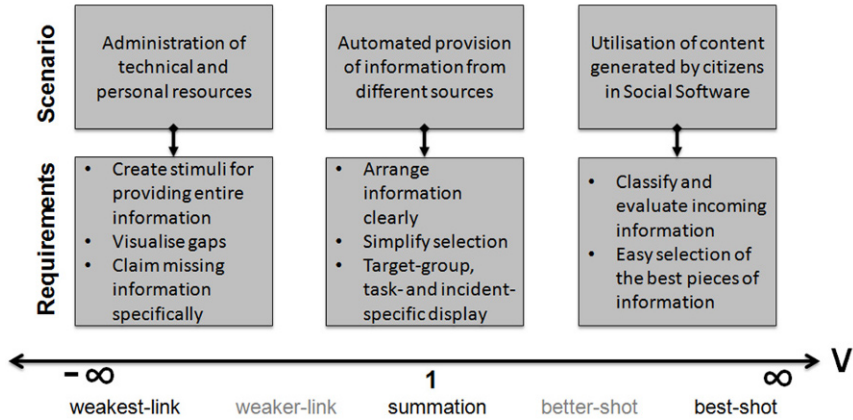 Scenario
Administration of
technical and
personal resources
Automated provision
of information from
different sources
Utilisation of content
generated by citizens
in Social Software
Requirements
• Create stimuli for
providing entire
information
• Visualise gaps
• Claim missing
information
specifically
• Arrange
information
clearly
• Simplify selection
• Target-group,
task- and incident-
specific display
• Classify and
evaluate incoming
information
• Easy selection of
the best pieces of
information
- ∞ 1 ∞ V
weakest-link weaker-link summation better-shot best-shot